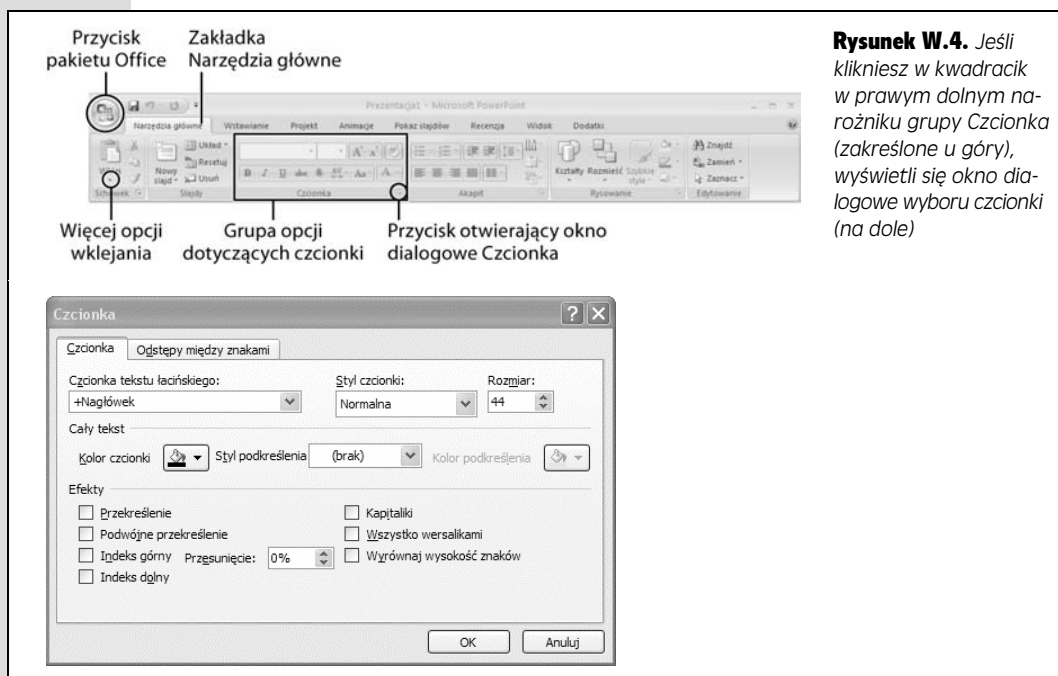 Przycisk
pakietu Office
Zakładka
Narzędzia główne
Prezentacja1 - Microsoft PowerPoint
Narzędzia główne Wstawianie Projekt Animacje Pokaz slajdów Recenzja Widok Dodatki
Nowy
slajd
Układ
Resetuj
Usuń
Kształty Rozmieść Szybkie
style
Znajdź
Zamień
Zaznacz
Schowek Slajdy Czcionka Akapit Rysowanie Edytowanie
Więcej opcji
wklejania
Grupa opcji
dotyczących czcionki
Przycisk otwierający okno
dialogowe Czcionka
Rysunek W.4. Jeśli
klikniesz w kwadracik
w prawym dolnym na-
rożniku grupy Czcionka
(zakreślone u góry),
wyświetli się okno dia-
logowe wyboru czcionki
(na dole)
Czcionka
Czcionka Odstępy między znakami
Czcionka tekstu łacińskiego: Styl czcionki: Rozmiar:
+Nagłówek Normalna 44
Cały tekst
Kolor czcionki Styl podkreślenia (brak) Kolor podkreślenia
Efekty
Przekreślenie Kapitaliki
Podwójne przekreślenie Wszystko wersalikami
Indeks górny Przesunięcie: 0% Wyrównaj wysokość znaków
Indeks dolny
OK Anuluj